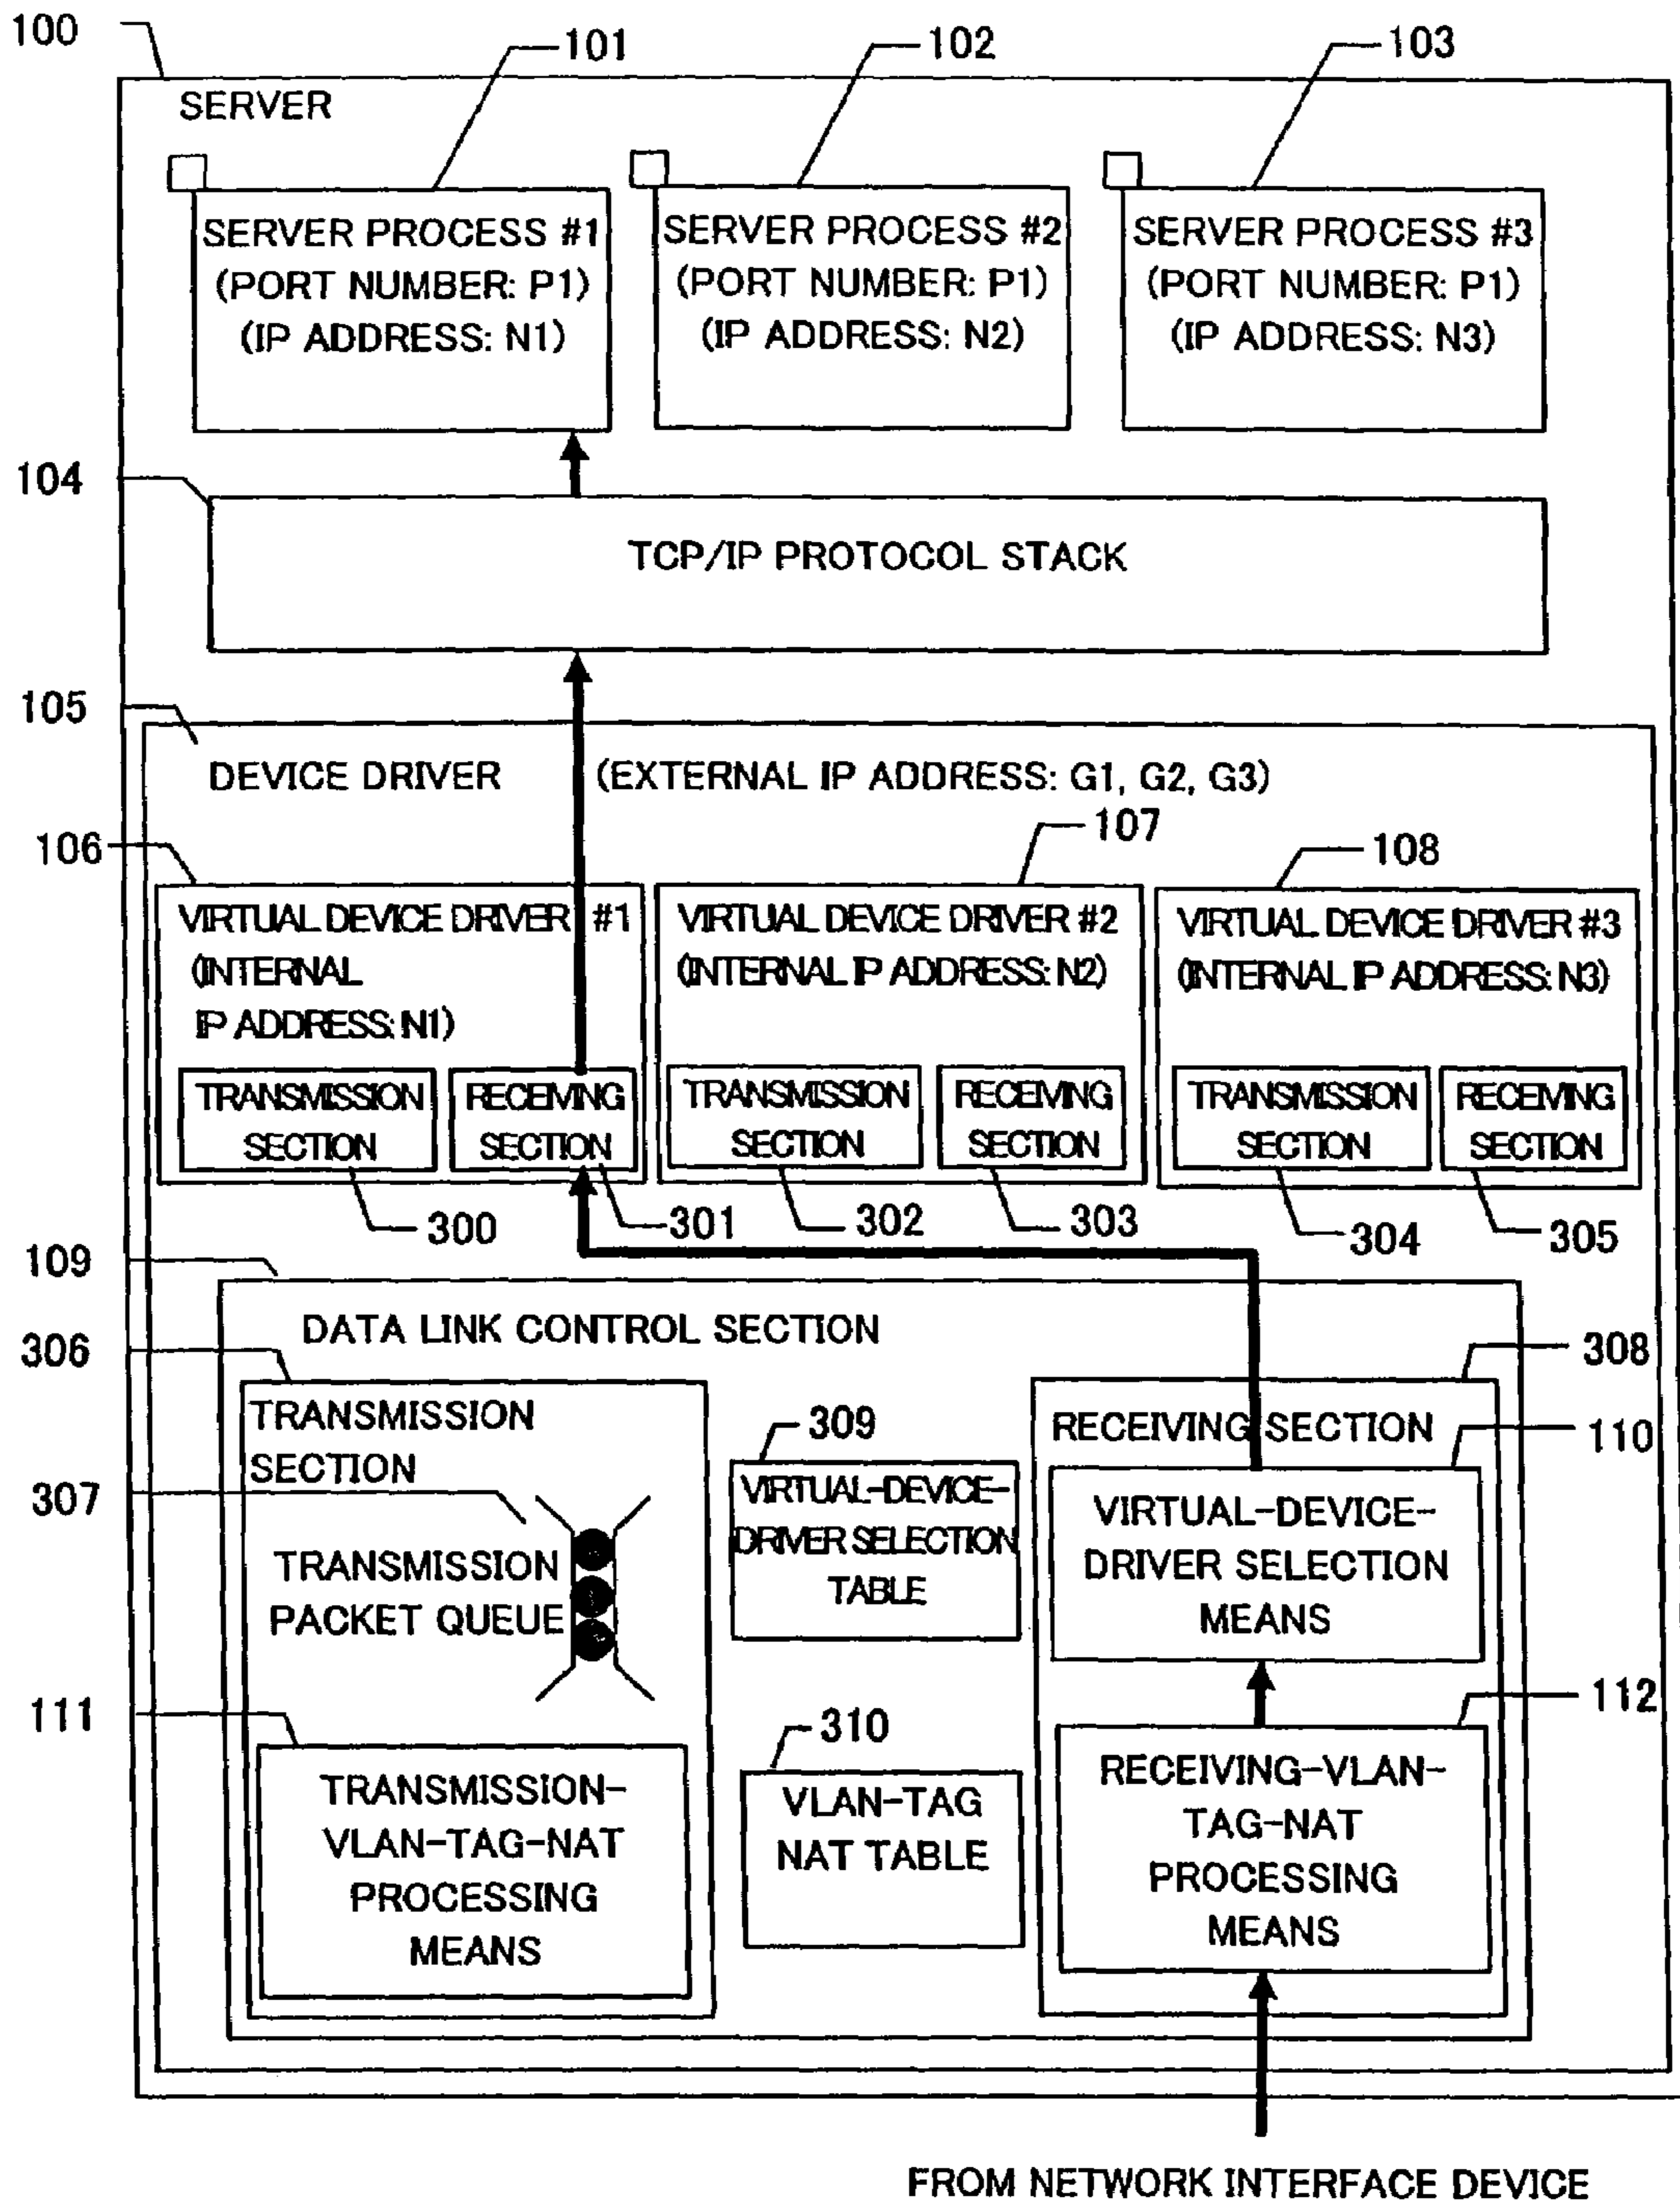 100
101
102
103
SERVER
SERVER PROCESS #1
(PORT NUMBER: P1)
(IP ADDRESS: N1)
SERVER PROCESS #2
(PORT NUMBER: P1)
(IP ADDRESS: N2)
SERVER PROCESS #3
(PORT NUMBER: P1)
(IP ADDRESS: N3)
104
TCP/IP PROTOCOL STACK
105
DEVICE DRIVER
(EXTERNAL IP ADDRESS: G1, G2, G3)
106
107
108
VIRTUAL DEVICE DRIVER #1
(INTERNAL
IP ADDRESS: N1)
TRANSMISSION
SECTION
RECEIVING
SECTION
VIRTUAL DEVICE DRIVER #2
(INTERNAL IP ADDRESS: N2)
TRANSMISSION
SECTION
RECEIVING
SECTION
VIRTUAL DEVICE DRIVER #3
(INTERNAL IP ADDRESS: N3)
TRANSMISSION
SECTION
RECEIVING
SECTION
300
301
302
303
304
305
109
DATA LINK CONTROL SECTION
306
308
TRANSMISSION
SECTION
307
TRANSMISSION
PACKET QUEUE
309
VIRTUAL-DEVICE-
DRIVER SELECTION
TABLE
RECEIVING SECTION
110
VIRTUAL-DEVICE-
DRIVER SELECTION
MEANS
111
TRANSMISSION-
VLAN-TAG-NAT
PROCESSING
MEANS
310
VLAN-TAG
NAT TABLE
112
RECEIVING-VLAN-
TAG-NAT
PROCESSING
MEANS
FROM NETWORK INTERFACE DEVICE